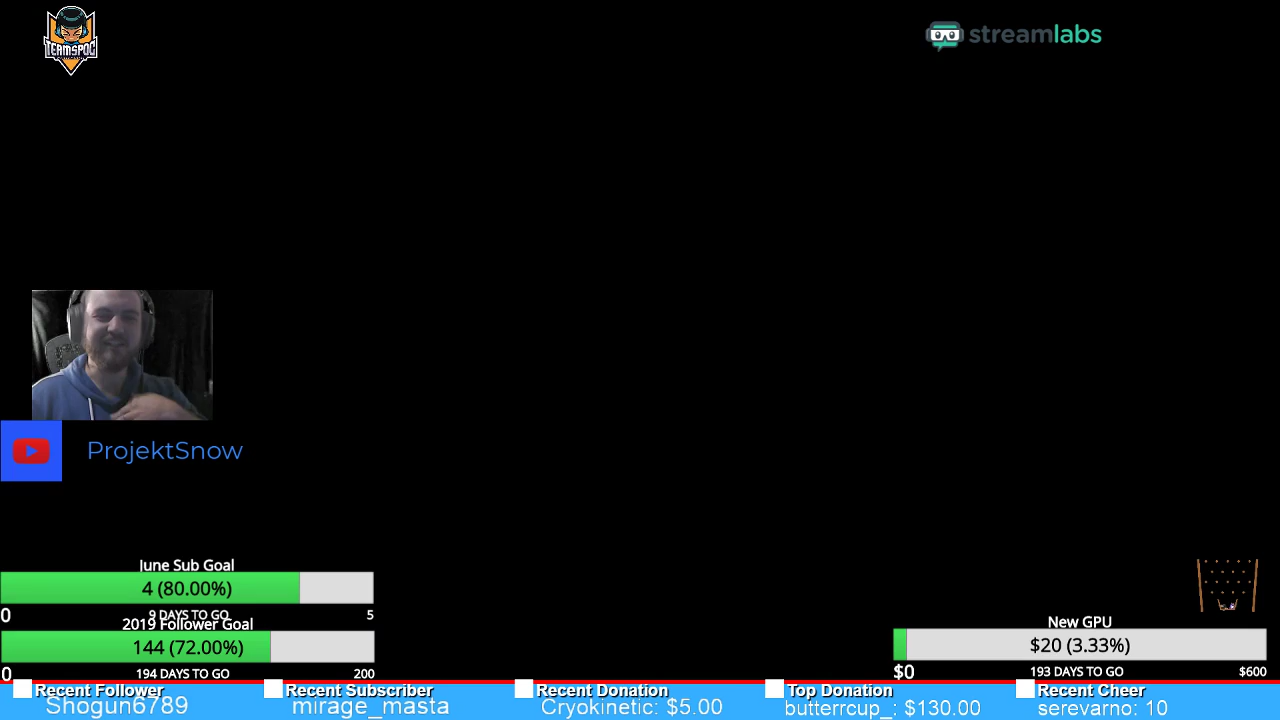 TEAMSPOC
streamlabs
ProjektSnow
June Sub Goal
4 (80.00%)
0
9 DAYS TO GO
5
2019 Follower Goal
144 (72.00%)
0
194 DAYS TO GO
200
New GPU
$20 (3.33%)
$0
193 DAYS TO GO
$600
Recent Follower
Shogun6789
Recent Subscriber
mirage_masta
Recent Donation
Cryokinetic: $5.00
Top Donation
buttercup_: $130.00
Recent Cheer
serevarno: 10